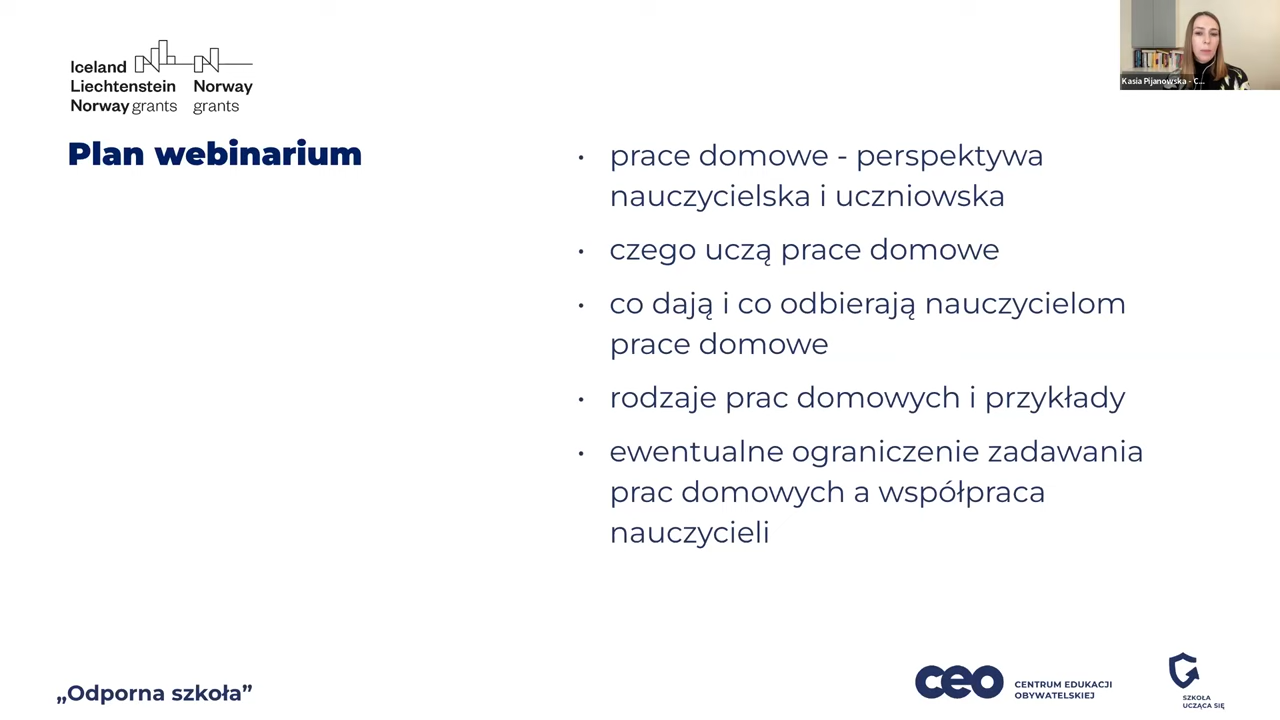 Iceland
Liechtenstein
Norway grants
Norway
grants
Kasia Pijanowska - C...
Plan webinarium
• prace domowe - perspektywa
nauczycielska i uczniowska
• czego uczą prace domowe
• co dają i co odbierają nauczycielom
prace domowe
• rodzaje prac domowych i przykłady
• ewentualne ograniczenie zadawania
prac domowych a współpraca
nauczycieli
„Odporna szkoła”
ceo
CENTRUM EDUKACJI
OBYWATELSKIEJ
SZKOŁA
UCZĄCA SIĘ